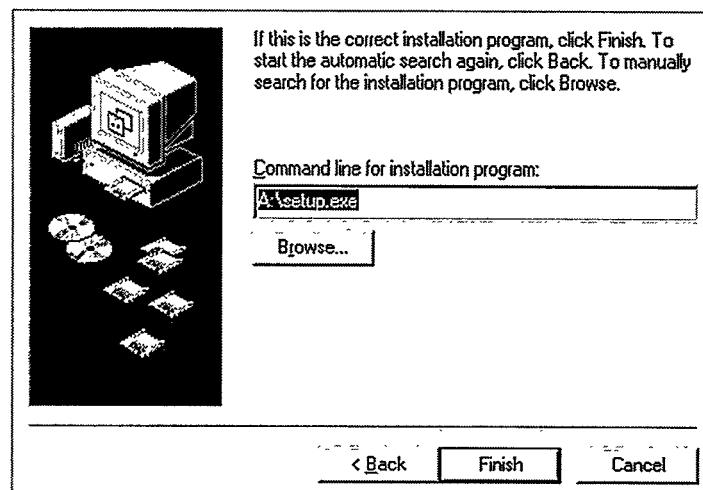 If this is the correct installation program, click Finish. To
start the automatic search again, click Back. To manually
search for the installation program, click Browse.
Command line for installation program:
A:\setup.exe
Browse...
< Back
Finish
Cancel